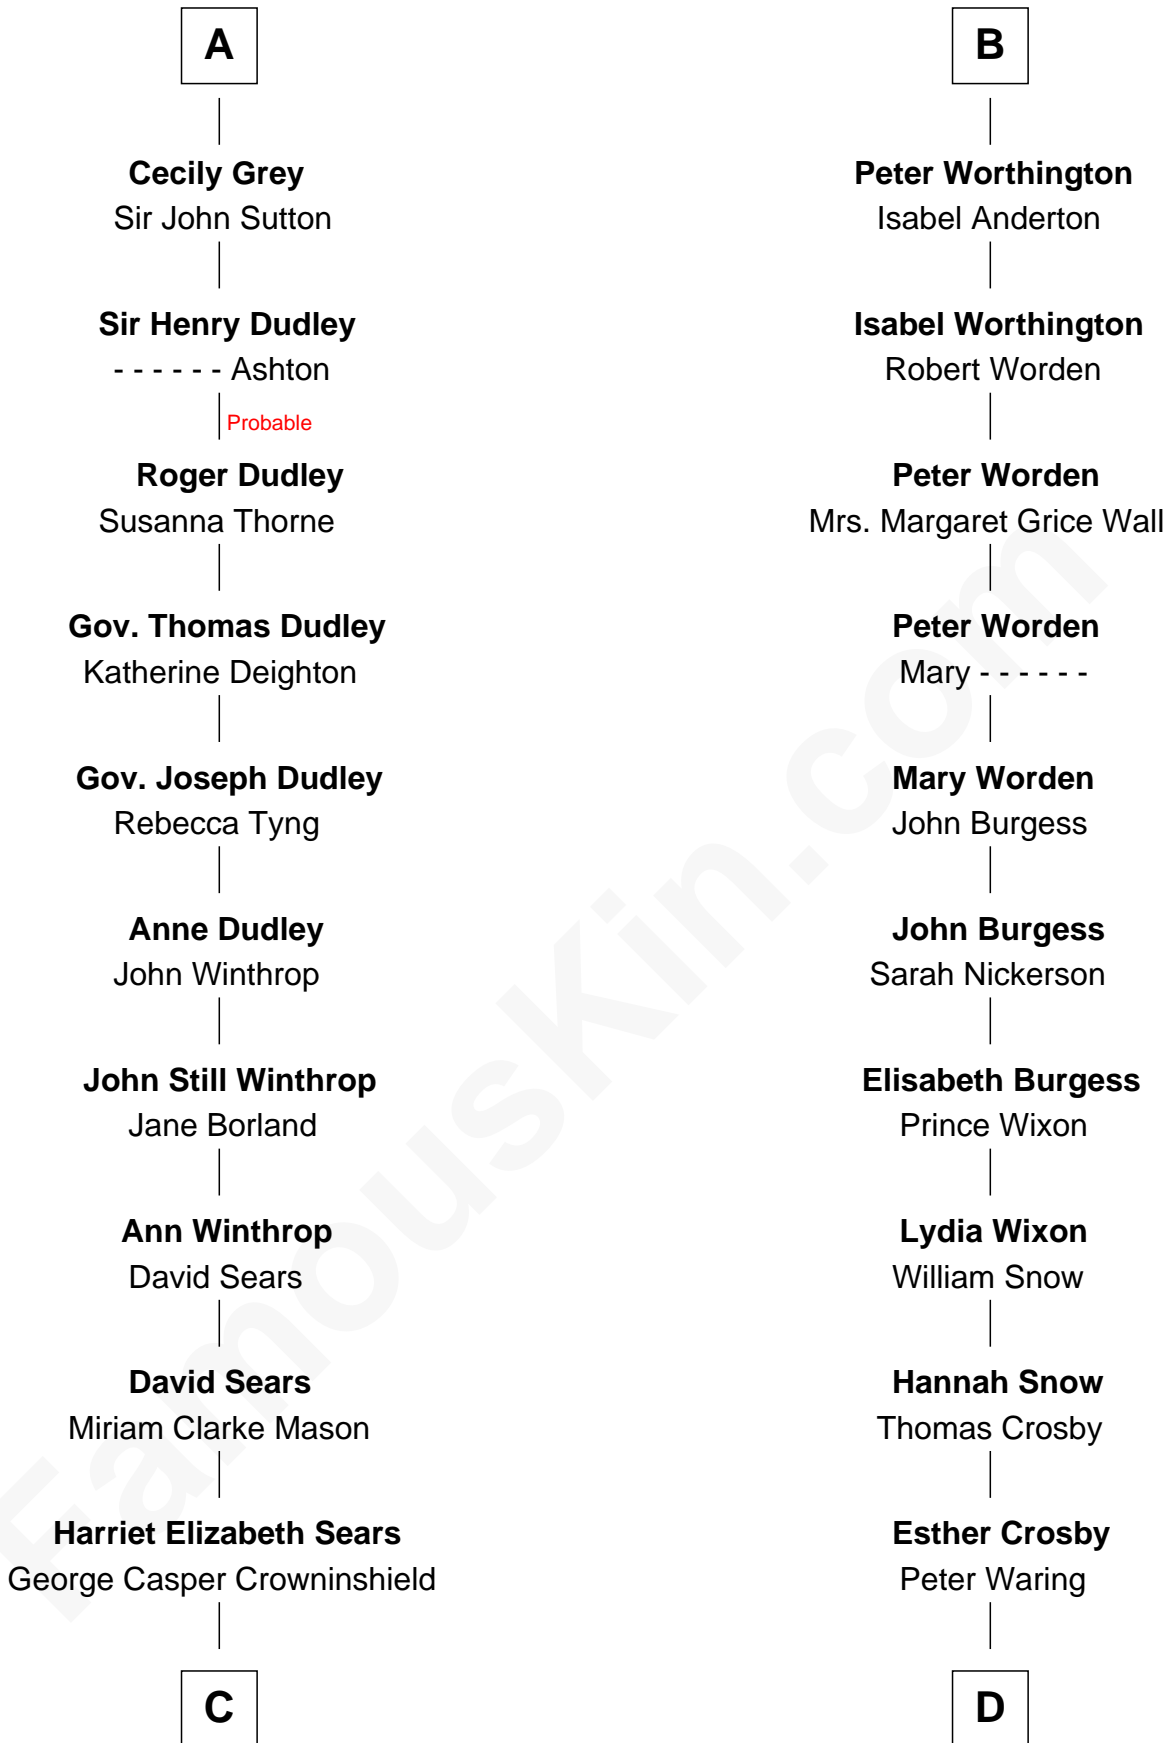 A
Cecily Grey
Sir John Sutton
Sir Henry Dudley
- - - - - - Ashton
Probable
Roger Dudley
Susanna Thorne
Gov. Thomas Dudley
Katherine Deighton
Gov. Joseph Dudley
Rebecca Tyng
Anne Dudley
John Winthrop
John Still Winthrop
Jane Borland
Ann Winthrop
David Sears
David Sears
Miriam Clarke Mason
Harriet Elizabeth Sears
George Casper Crowninshield
C
B
Peter Worthington
Isabel Anderton
Isabel Worthington
Robert Worden
Peter Worden
Mrs. Margaret Grice Wall
Peter Worden
Mary - - - - - -
Mary Worden
John Burgess
John Burgess
Sarah Nickerson
Elisabeth Burgess
Prince Wixon
Lydia Wixon
William Snow
Hannah Snow
Thomas Crosby
Esther Crosby
Peter Waring
D
FamousKin.com